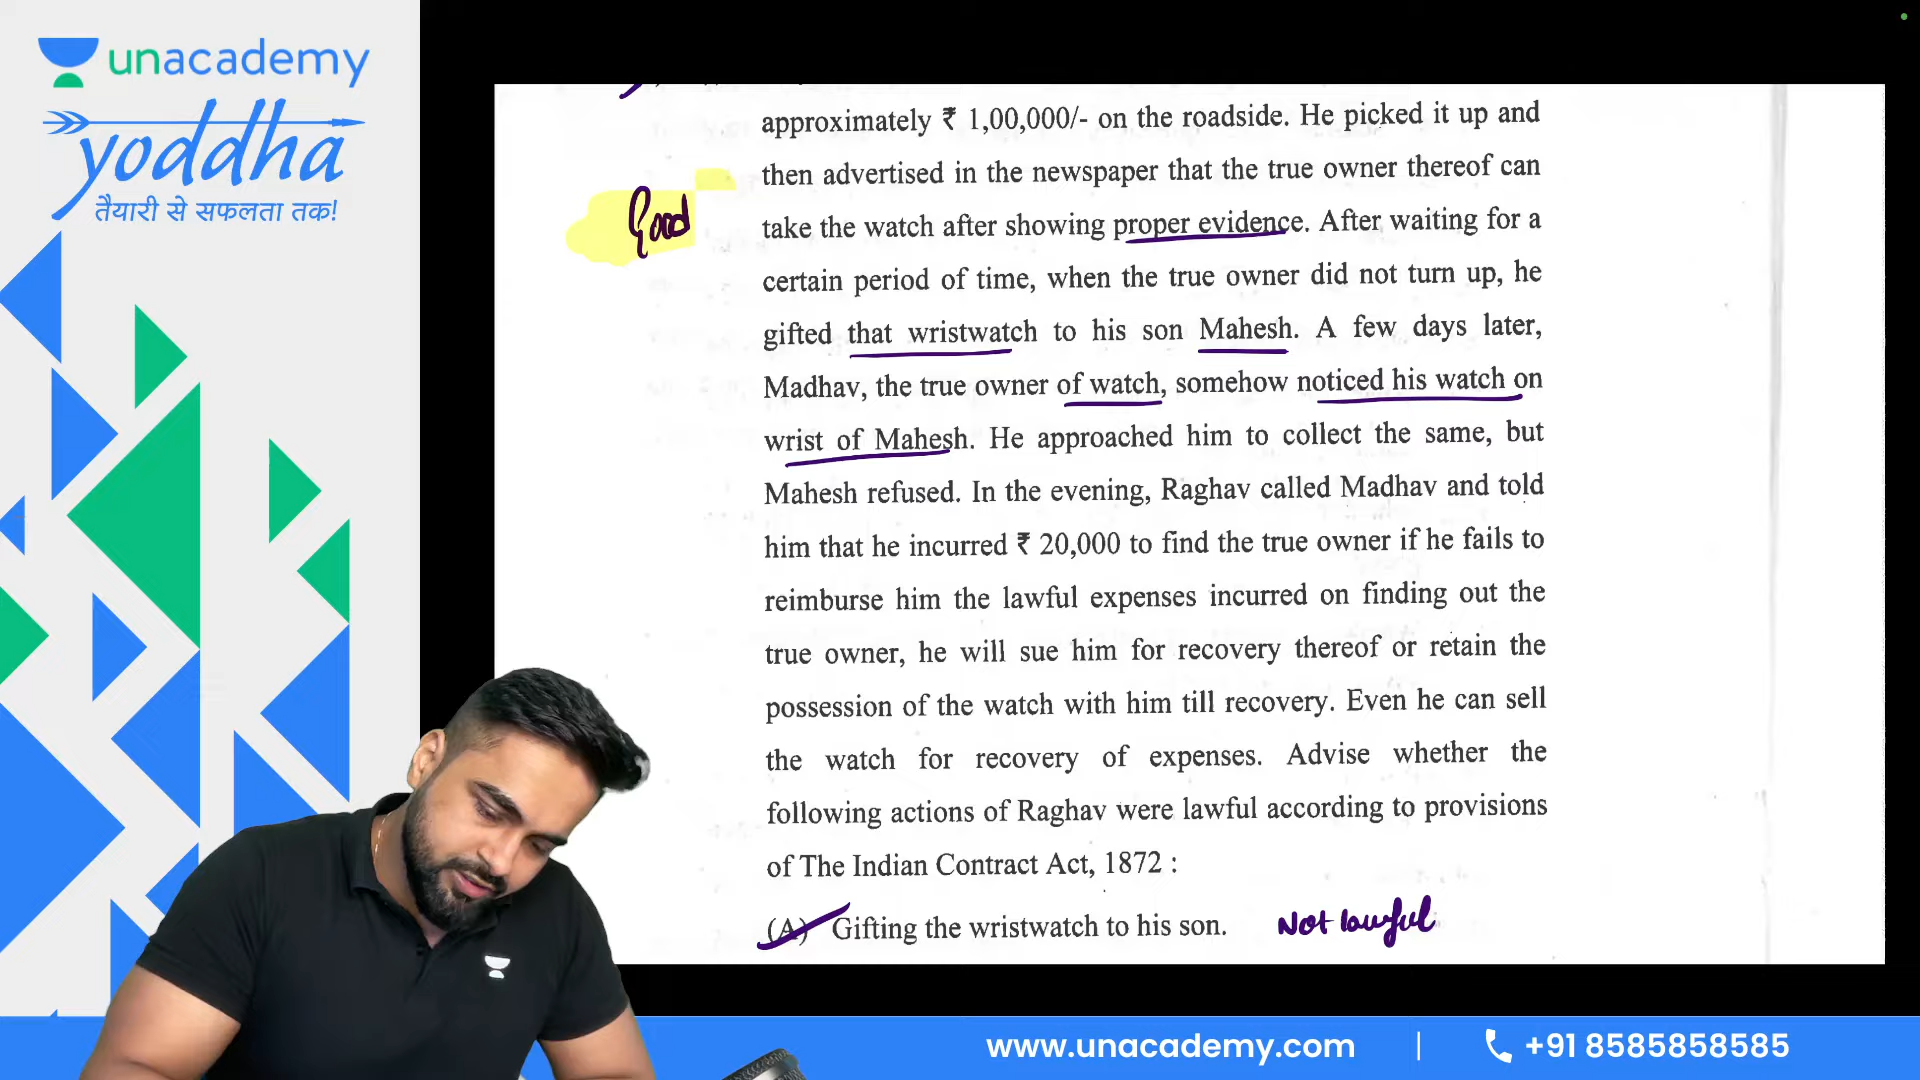 unacademy
yoddha
तैयारी से सफलता तक!
Good
approximately ₹ 1,00,000/- on the roadside. He picked it up and
then advertised in the newspaper that the true owner thereof can
take the watch after showing proper evidence. After waiting for a
certain period of time, when the true owner did not turn up, he
gifted that wristwatch to his son Mahesh. A few days later,
Madhav, the true owner of watch, somehow noticed his watch on
wrist of Mahesh. He approached him to collect the same, but
Mahesh refused. In the evening, Raghav called Madhav and told
him that he incurred ₹ 20,000 to find the true owner if he fails to
reimburse him the lawful expenses incurred on finding out the
true owner, he will sue him for recovery thereof or retain the
possession of the watch with him till recovery. Even he can sell
the watch for recovery of expenses. Advise whether the
following actions of Raghav were lawful according to provisions
of The Indian Contract Act, 1872 :
(A) Gifting the wristwatch to his son. Not lawful
www.unacademy.com | +91 8585858585